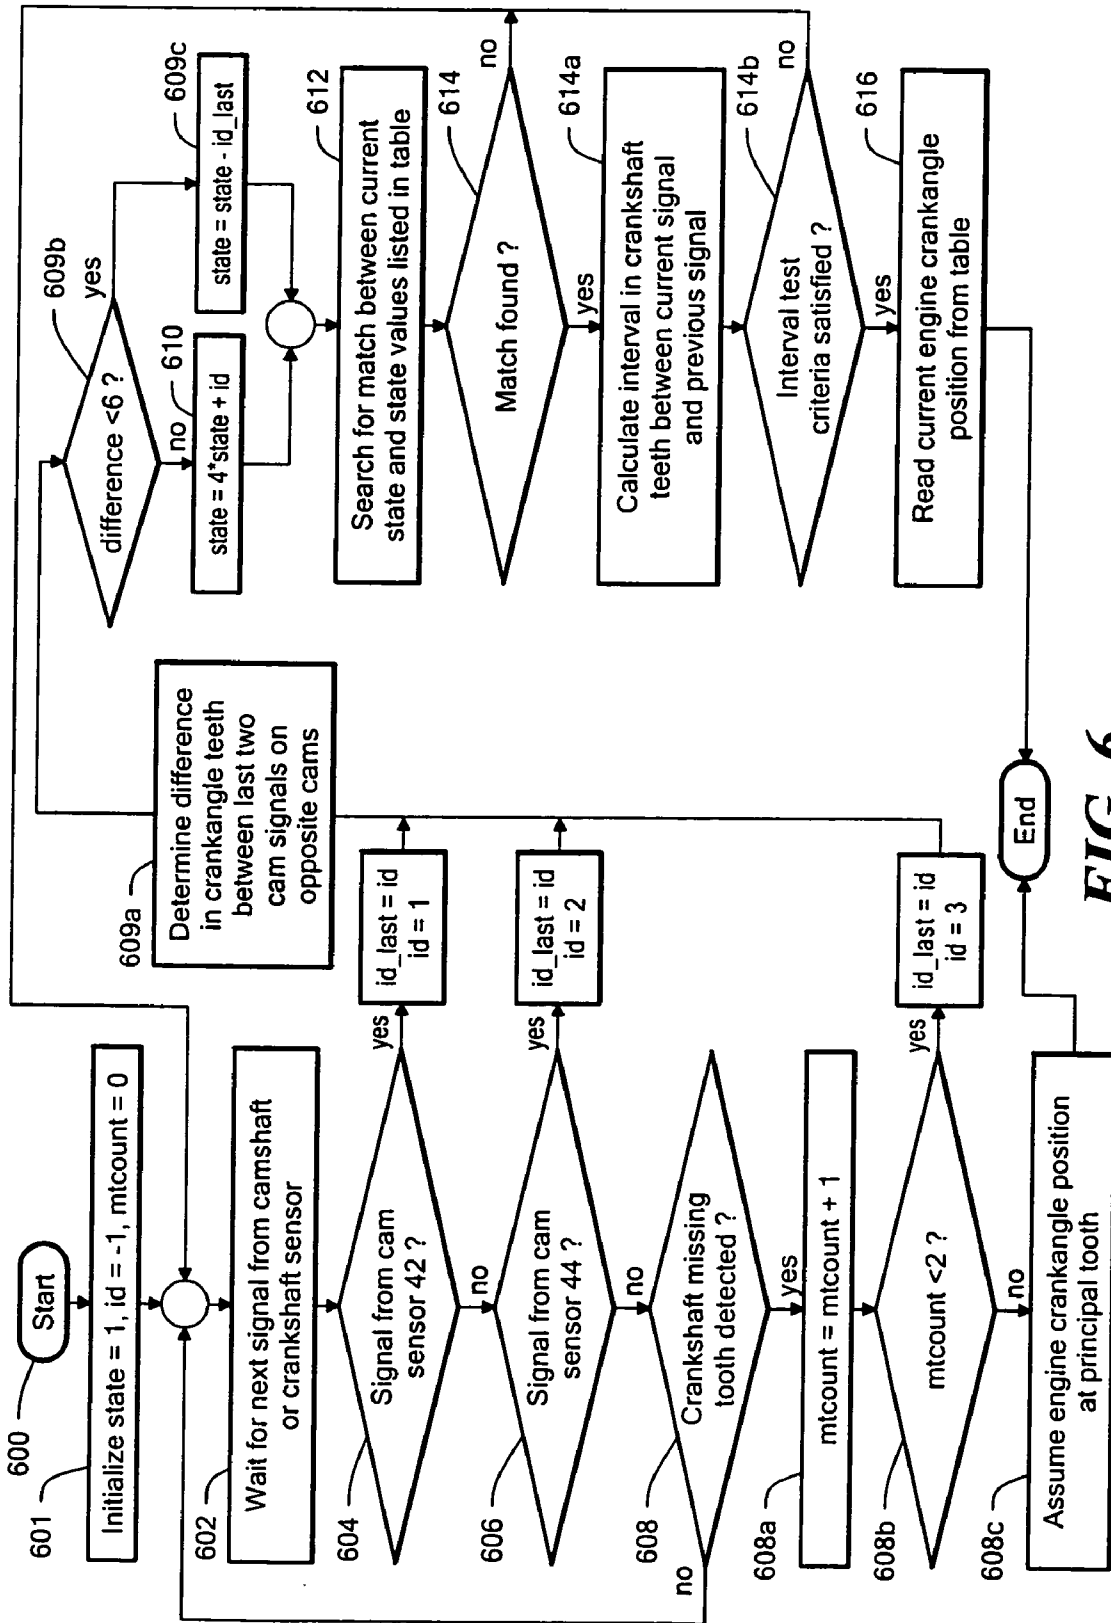 600
Start
601
Initialize state = 1, id = -1, mtcount = 0
602
Wait for next signal from camshaft
or crankshaft sensor
604
Signal from cam
sensor 42 ?
yes
id_last = id
id = 1
no
606
Signal from cam
sensor 44 ?
yes
id_last = id
id = 2
no
608
Crankshaft missing
tooth detected ?
no
yes
608a
mtcount = mtcount + 1
608b
mtcount <2 ?
yes
id_last = id
id = 3
no
608c
Assume engine crankangle position
at principal tooth
End
609a
Determine difference
in crankangle teeth
between last two
cam signals on
opposite cams
609b
difference <6 ?
yes
no
609c
state = state - id_last
610
state = 4*state + id
612
Search for match between current
state and state values listed in table
614
Match found ?
no
yes
614a
Calculate interval in crankshaft
teeth between current signal
and previous signal
614b
Interval test
criteria satisfied ?
no
yes
616
Read current engine crankangle
position from table
FIG. 6